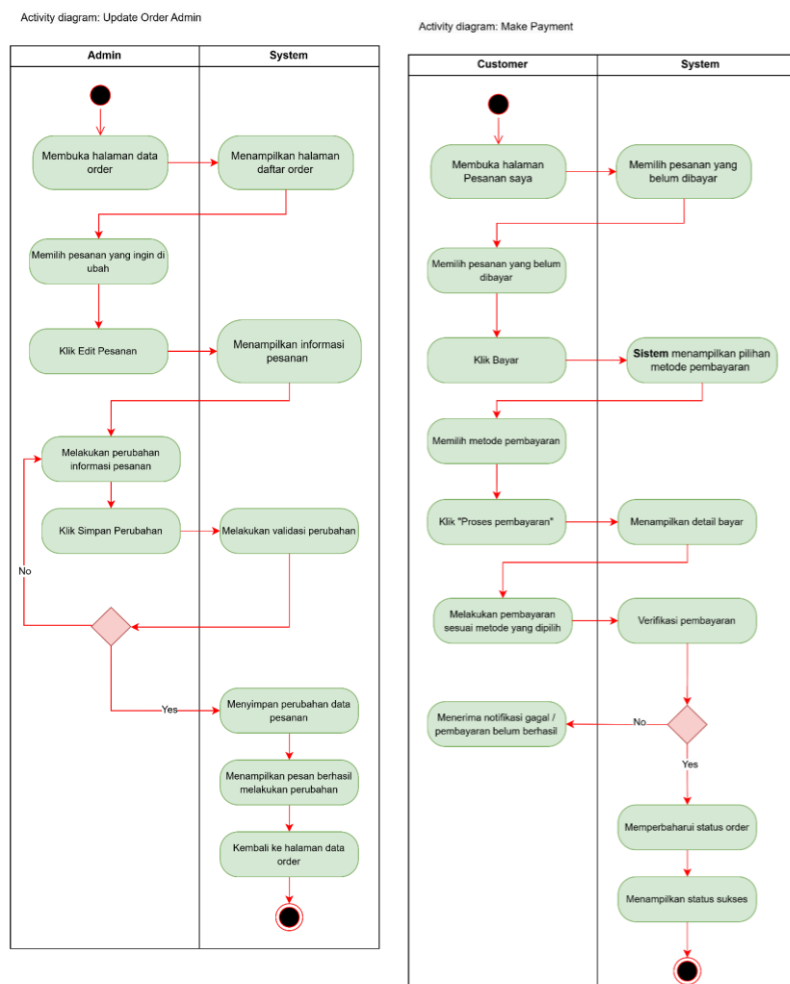 Activity diagram: Update Order Admin
Admin
System
Membuka halaman data
order
Menampilkan halaman
daftar order
Memilih pesanan yang ingin di
ubah
Klik Edit Pesanan
Menampilkan informasi
pesanan
Melakukan perubahan
informasi pesanan
Klik Simpan Perubahan
Melakukan validasi perubahan
No
Yes
Menyimpan perubahan data
pesanan
Menampilkan pesan berhasil
melakukan perubahan
Kembali ke halaman data
order
Activity diagram: Make Payment
Customer
System
Membuka halaman
Pesanan saya
Memilih pesanan yang
belum dibayar
Memilih pesanan yang belum
dibayar
Klik Bayar
Sistem menampilkan pilihan
metode pembayaran
Memilih metode pembayaran
Klik "Proses pembayaran"
Menampilkan detail bayar
Melakukan pembayaran
sesuai metode yang dipilih
Verifikasi pembayaran
Menerima notifikasi gagal /
pembayaran belum berhasil
No
Yes
Memperbaharui status order
Menampilkan status sukses